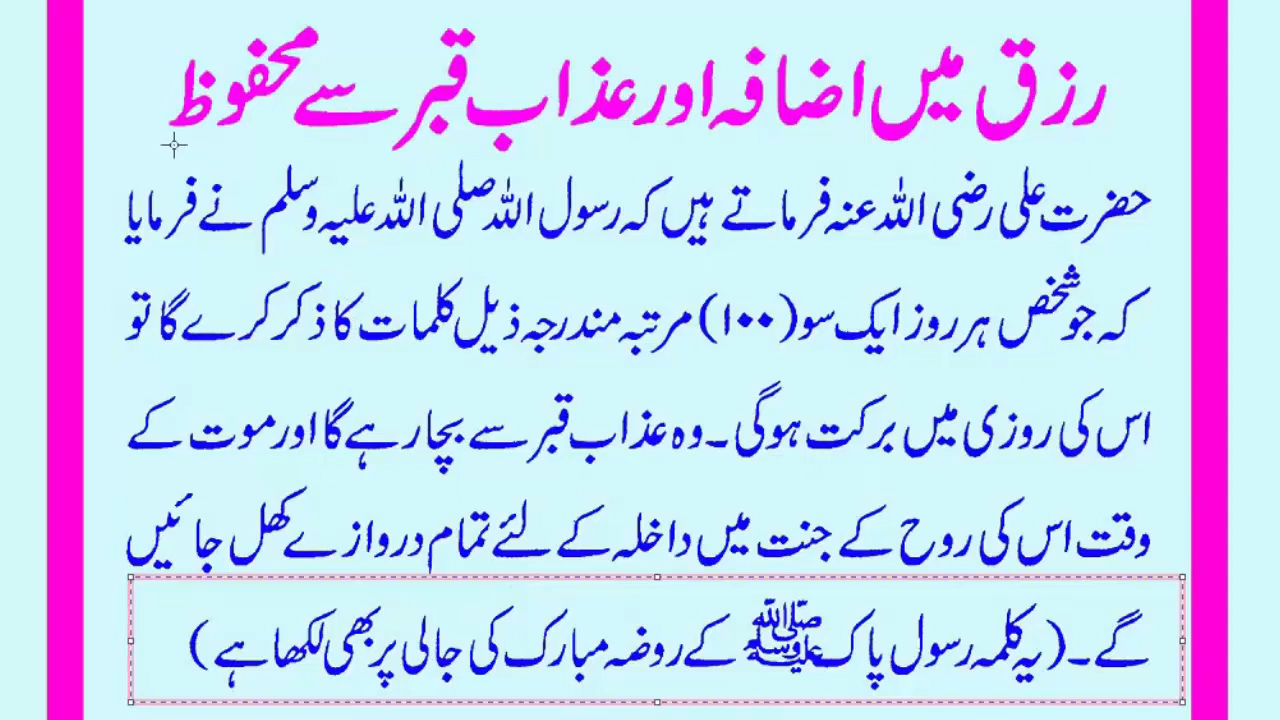 رزق میں اضافہ اور عذاب قبر سے محفوظ
حضرت علی رضی اللہ عنہ فرماتے ہیں کہ رسول اللہ صلی اللہ علیہ وسلم نے فرمایا
کہ جو شخص ہر روز ایک سو (۱۰۰) مرتبہ مندرجہ ذیل کلمات کا ذکر کرے گا تو
اس کی روزی میں برکت ہوگی۔ وہ عذاب قبر سے بچا رہے گا اور موت کے
وقت اس کی روح کے جنت میں داخلہ کے لئے تمام دروازے کھل جائیں
گے۔ (یہ کلمہ رسول پاک ﷺ کے روضہ مبارک کی جالی پر بھی لکھا ہے)